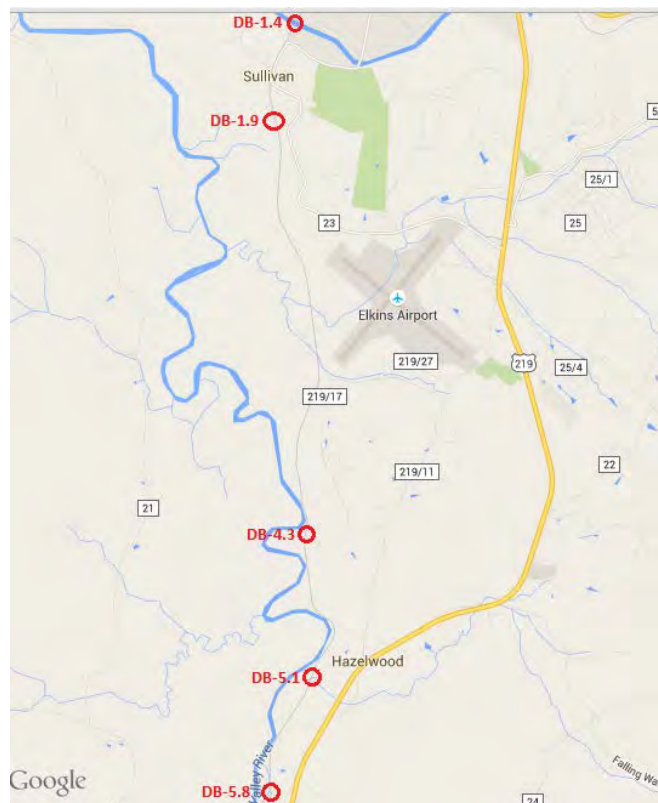 DB-1.4
Sullivan
DB-1.9
5
25/1
23
25
Elkins Airport
219/27
219
25/4
219/17
219/11
22
21
DB-4.3
Hazelwood
DB-5.1
Valley River
Falling Wa
Google
DB-5.8
24